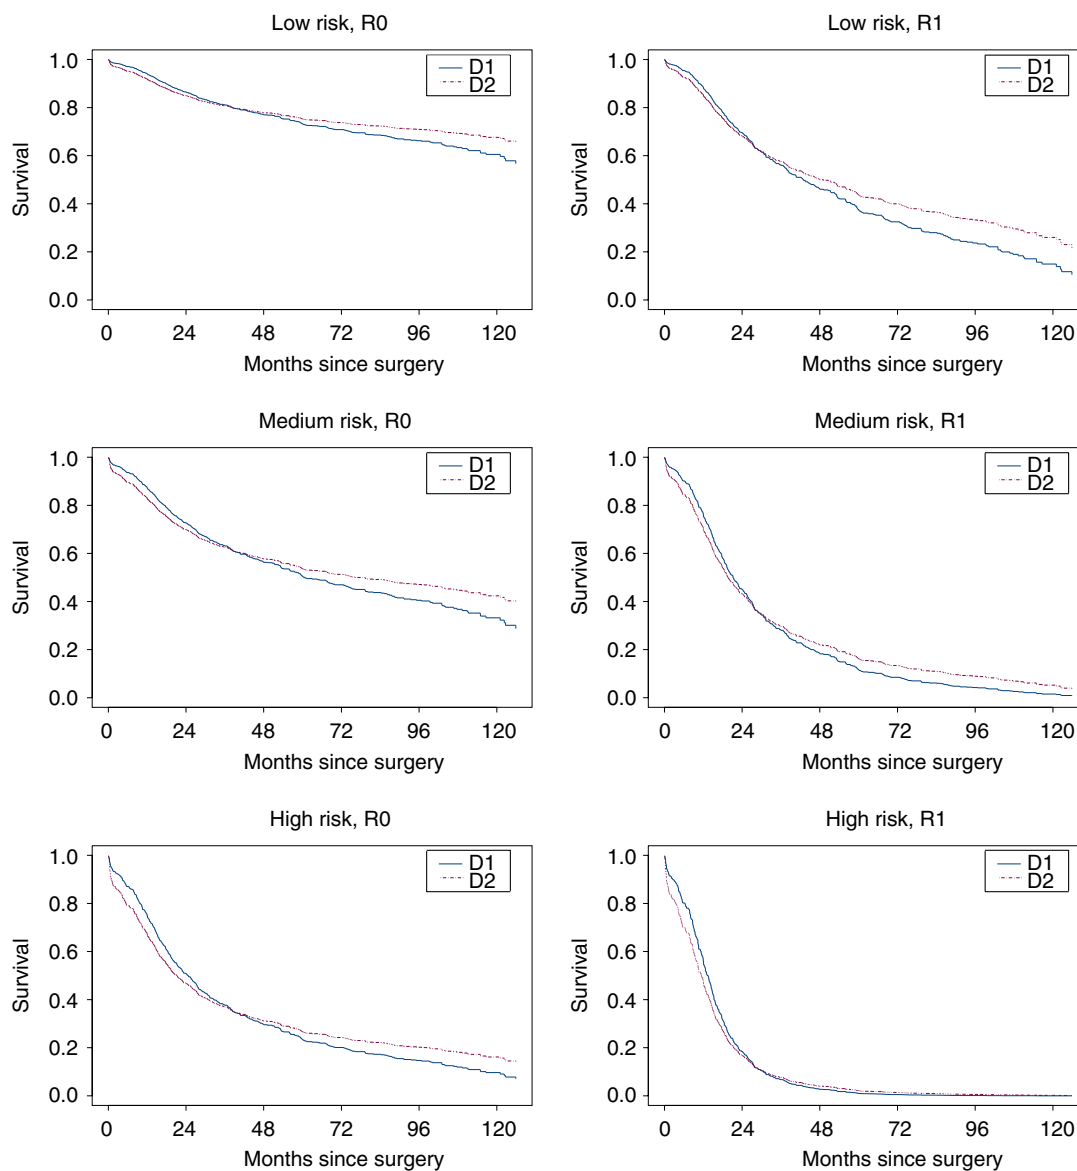 Low risk, R0
Survival
1.0
0.8
0.6
0.4
0.2
0.0
D1
D2
0 24 48 72 96 120
Months since surgery
Low risk, R1
Survival
1.0
0.8
0.6
0.4
0.2
0.0
D1
D2
0 24 48 72 96 120
Months since surgery
Medium risk, R0
Survival
1.0
0.8
0.6
0.4
0.2
0.0
D1
D2
0 24 48 72 96 120
Months since surgery
Medium risk, R1
Survival
1.0
0.8
0.6
0.4
0.2
0.0
D1
D2
0 24 48 72 96 120
Months since surgery
High risk, R0
Survival
1.0
0.8
0.6
0.4
0.2
0.0
D1
D2
0 24 48 72 96 120
Months since surgery
High risk, R1
Survival
1.0
0.8
0.6
0.4
0.2
0.0
D1
D2
0 24 48 72 96 120
Months since surgery